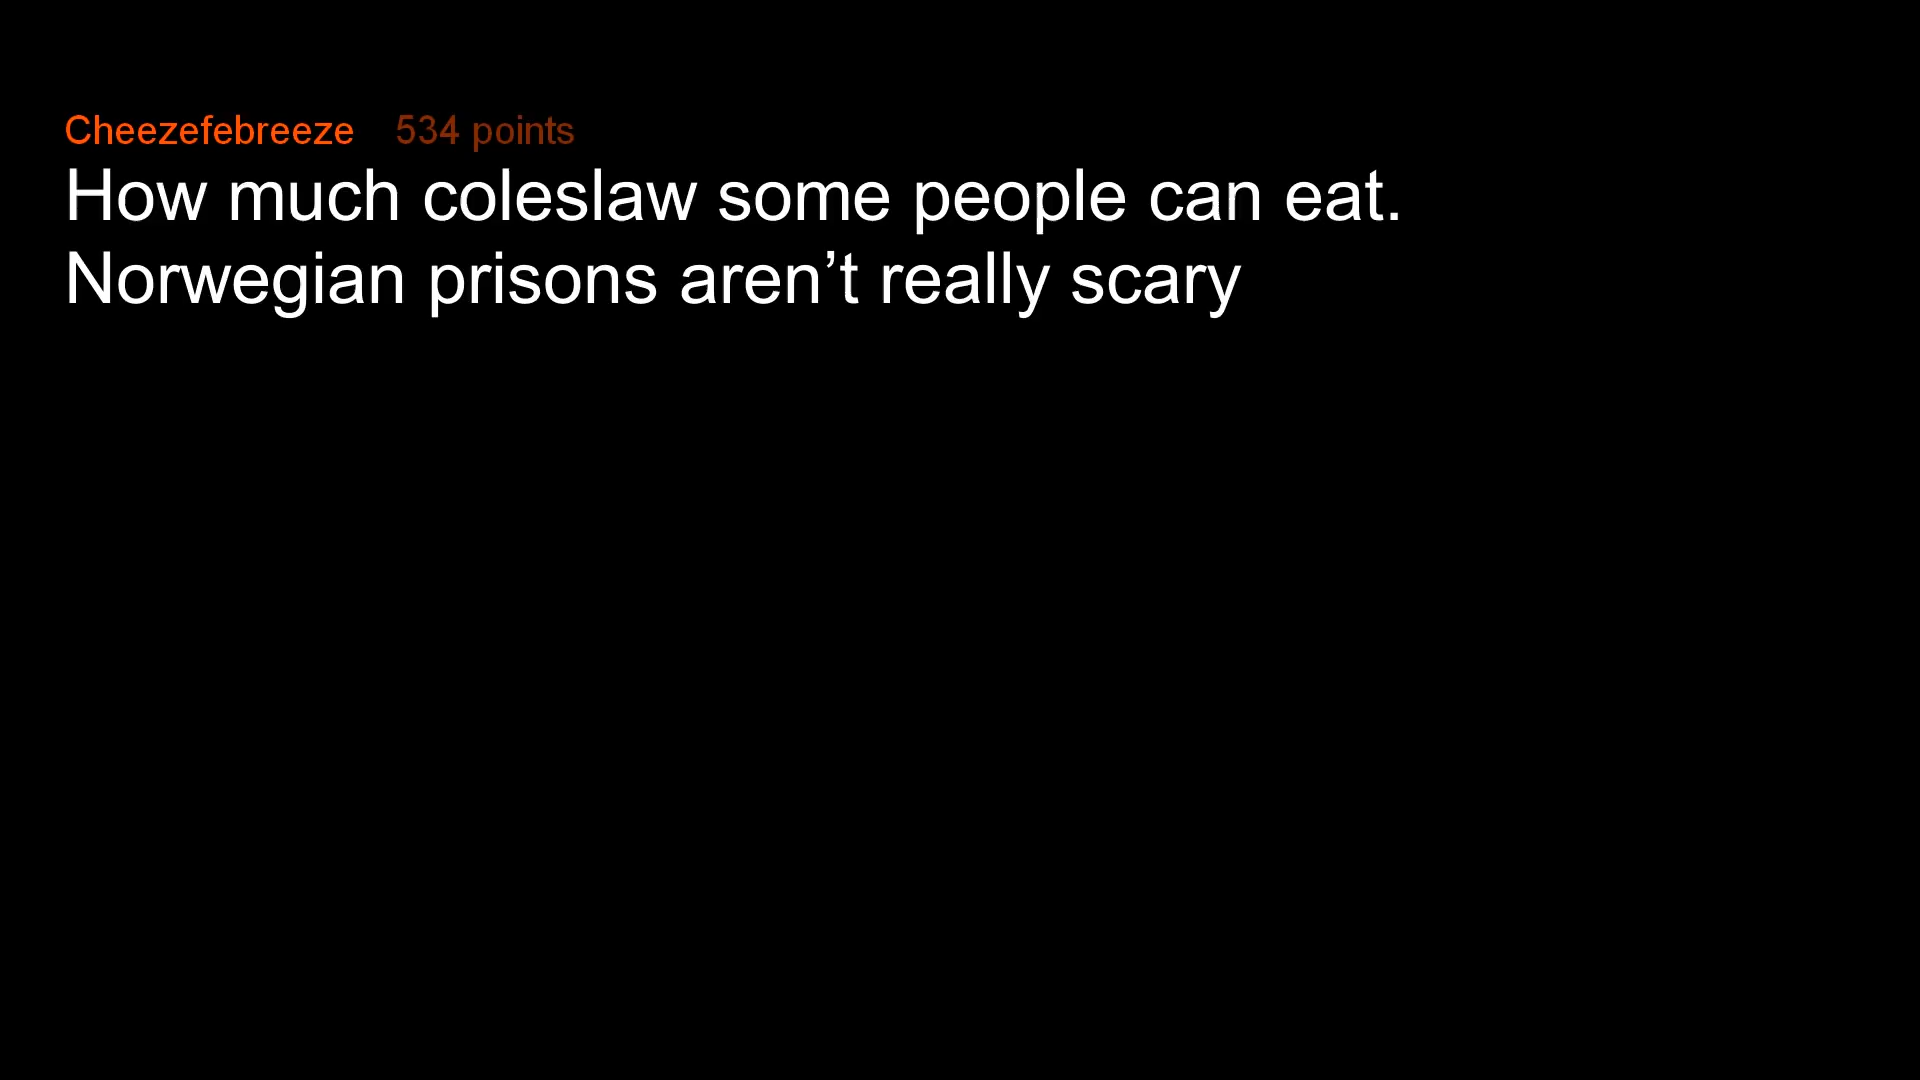 Cheezefebreeze 534 points
How much coleslaw some people can eat.
Norwegian prisons aren’t really scary